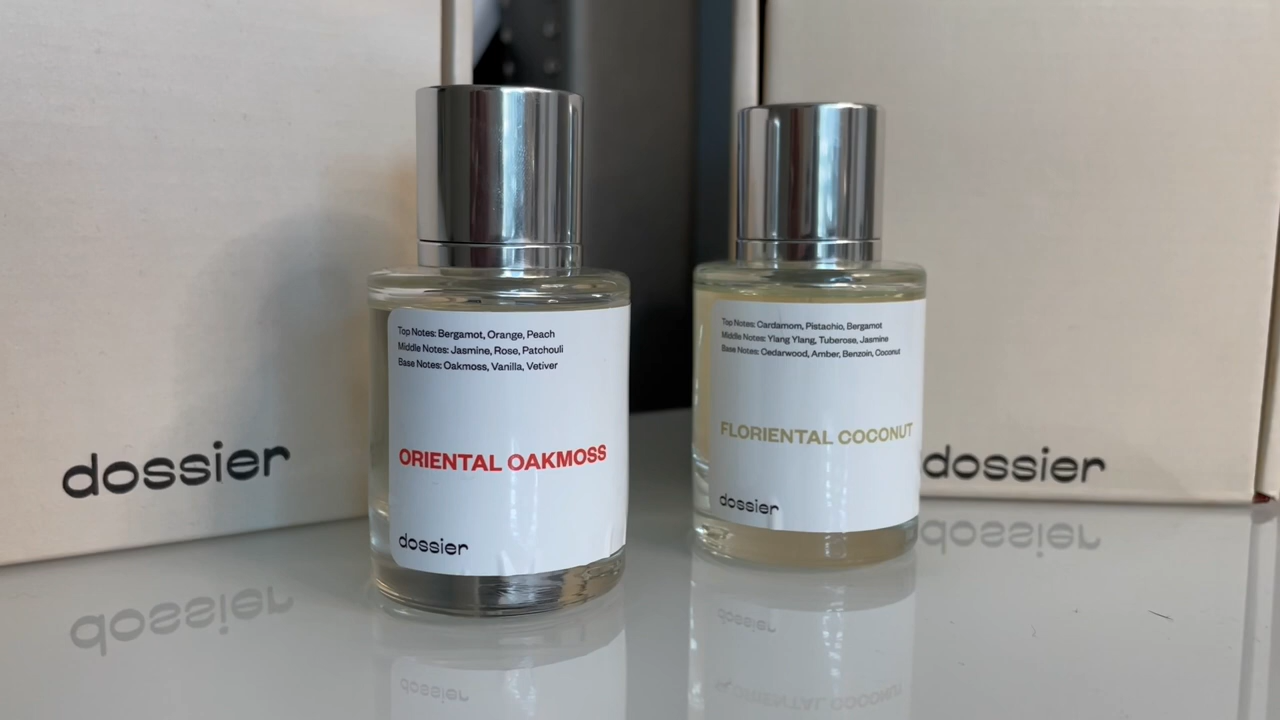 dossier
Top Notes: Bergamot, Orange, Peach
Middle Notes: Jasmine, Rose, Patchouli
Base Notes: Oakmoss, Vanilla, Vetiver
ORIENTAL OAKMOSS
dossier
Top Notes: Cardamom, Pistachio, Bergamot
Middle Notes: Ylang Ylang, Tuberose, Jasmine
Base Notes: Cedarwood, Amber, Benzoin, Coconut
FLORIENTAL COCONUT
dossier
dossier